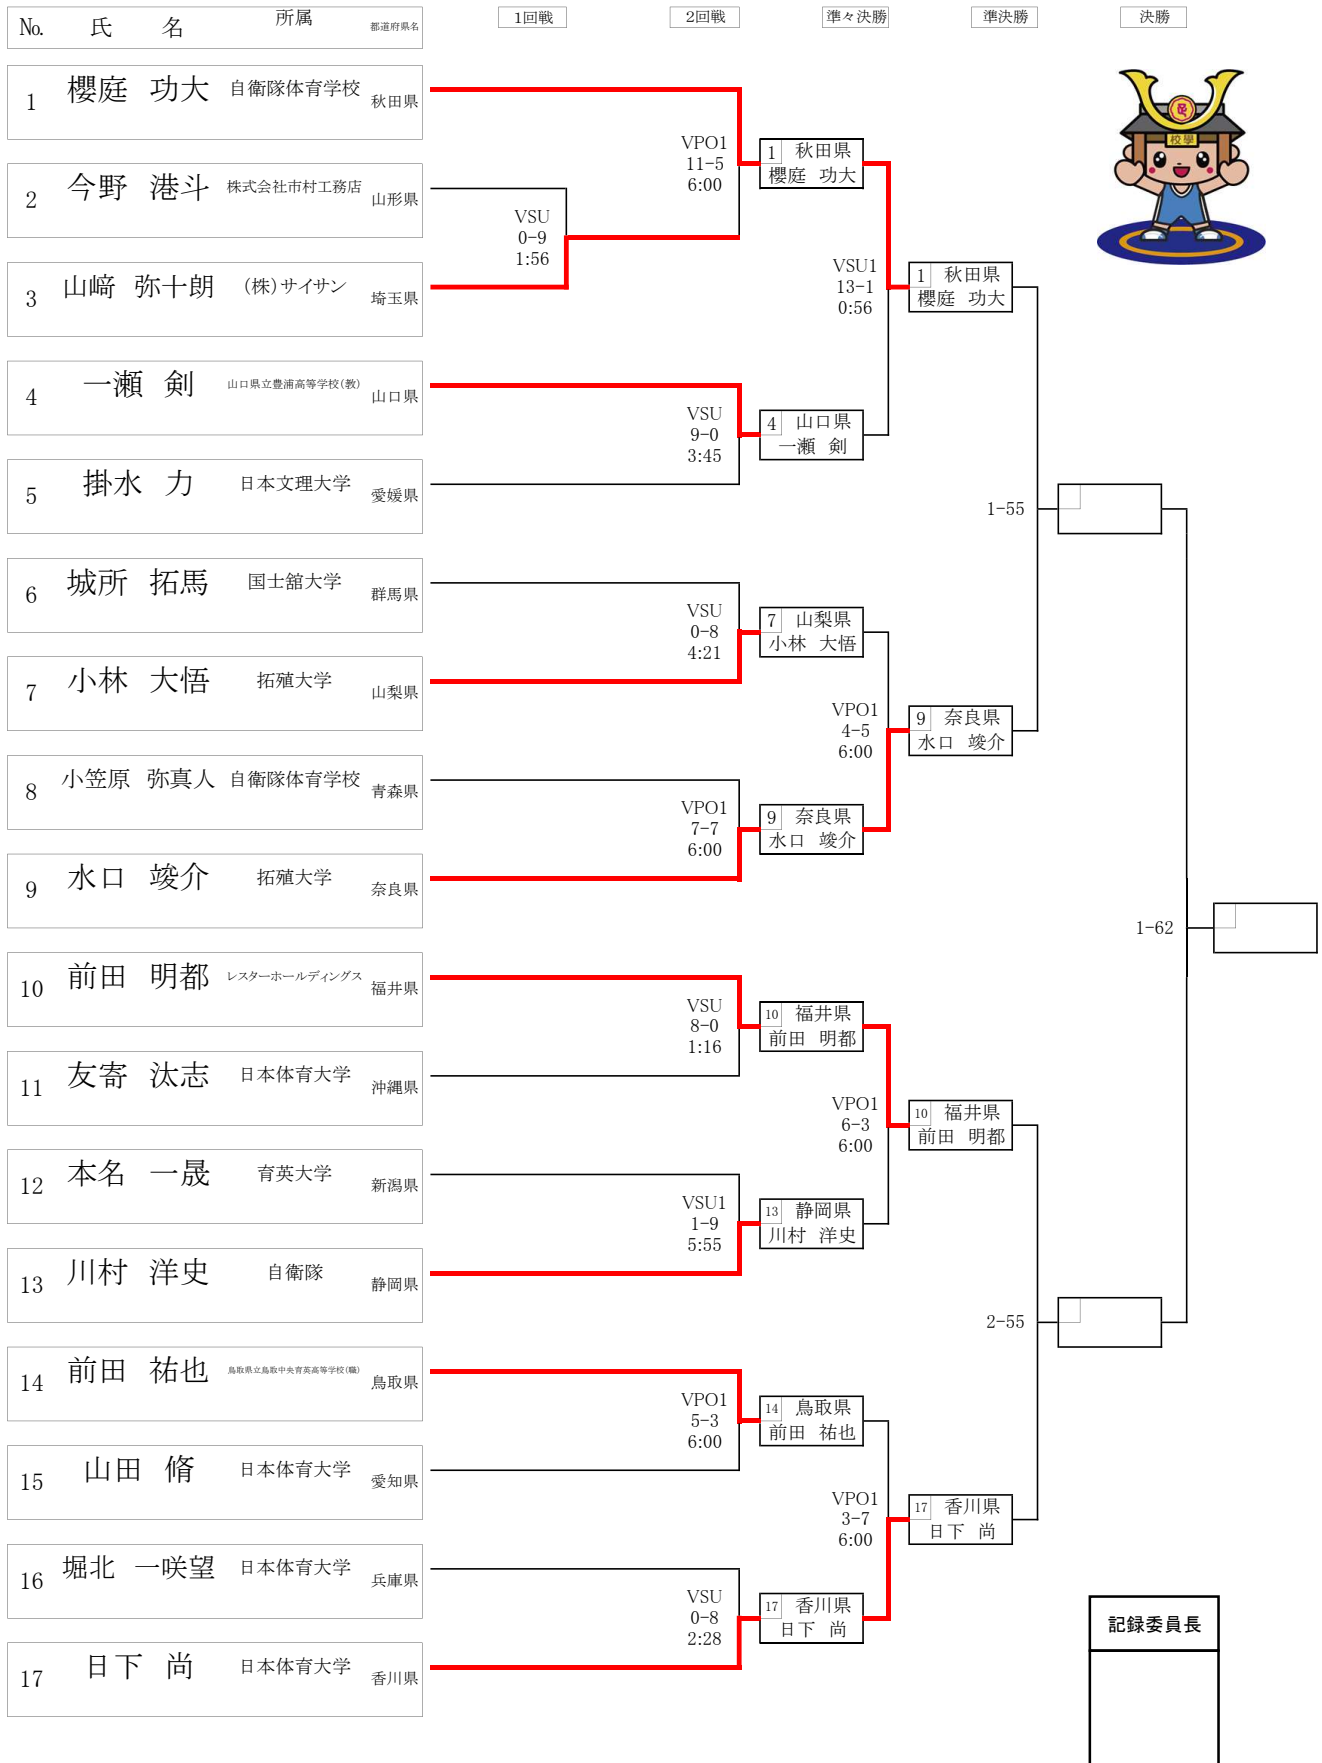 No. 氏 名 所属 都道府県名 1回戦 2回戦 準々決勝 準決勝 決勝
1 櫻庭 功大 自衛隊体育学校 秋田県
2 今野 港斗 株式会社市村工務店 山形県
3 山﨑 弥十朗 (株)サイサン 埼玉県
4 一瀬 剣 山口県立豊浦高等学校(教) 山口県
5 掛水 力 日本文理大学 愛媛県
6 城所 拓馬 国士舘大学 群馬県
7 小林 大悟 拓殖大学 山梨県
8 小笠原 弥真人 自衛隊体育学校 青森県
9 水口 竣介 拓殖大学 奈良県
10 前田 明都 レスターホールディングス 福井県
11 友寄 汰志 日本体育大学 沖縄県
12 本名 一晟 育英大学 新潟県
13 川村 洋史 自衛隊 静岡県
14 前田 祐也 鳥取県立鳥取中央育英高等学校(職) 鳥取県
15 山田 脩 日本体育大学 愛知県
16 堀北 一咲望 日本体育大学 兵庫県
17 日下 尚 日本体育大学 香川県
VSU
0-9
1:56
VPO1
11-5
6:00
VSU
9-0
3:45
VSU
0-8
4:21
VPO1
7-7
6:00
VSU
8-0
1:16
VSU1
1-9
5:55
VPO1
5-3
6:00
VSU
0-8
2:28
1 秋田県
櫻庭 功大
4 山口県
一瀬 剣
7 山梨県
小林 大悟
9 奈良県
水口 竣介
10 福井県
前田 明都
13 静岡県
川村 洋史
14 鳥取県
前田 祐也
17 香川県
日下 尚
VSU1
13-1
0:56
VPO1
4-5
6:00
VPO1
6-3
6:00
VPO1
3-7
6:00
1 秋田県
櫻庭 功大
9 奈良県
水口 竣介
10 福井県
前田 明都
17 香川県
日下 尚
1-55
2-55
1-62
校學
記録委員長